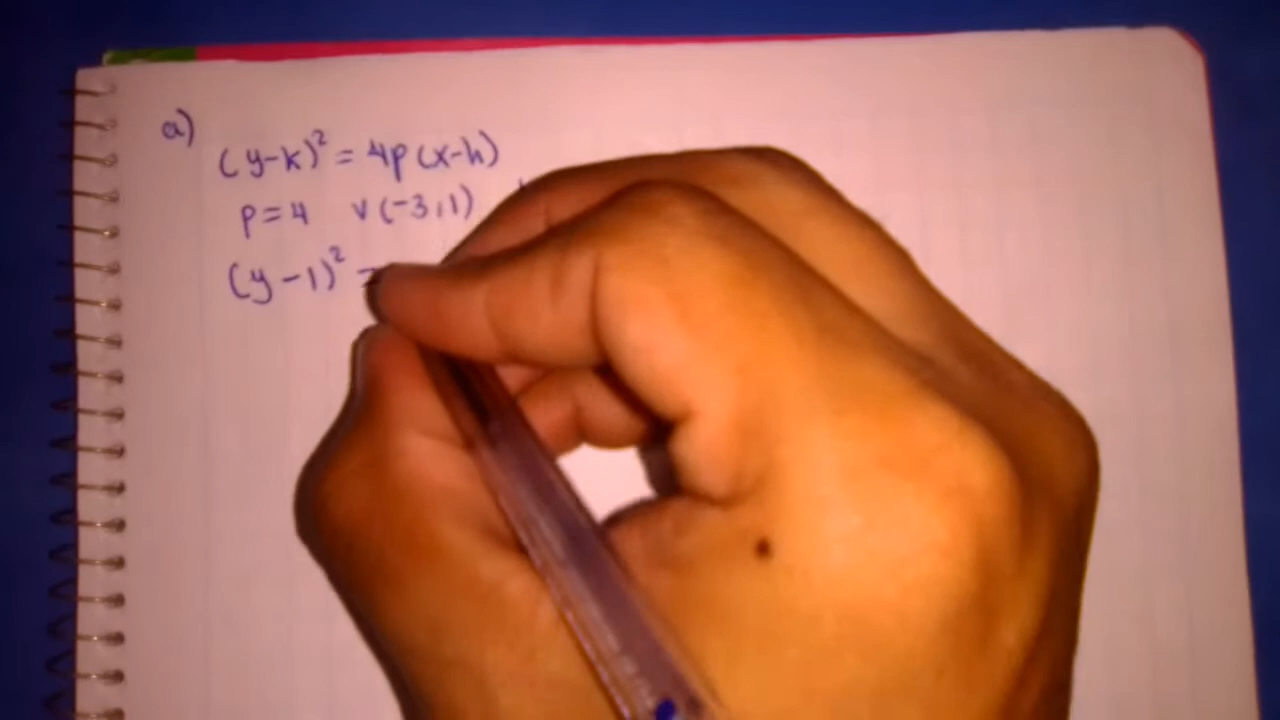 a)
(y-k)² = 4p(x-h)
p=4 v(-3,1)
(y-1)² =